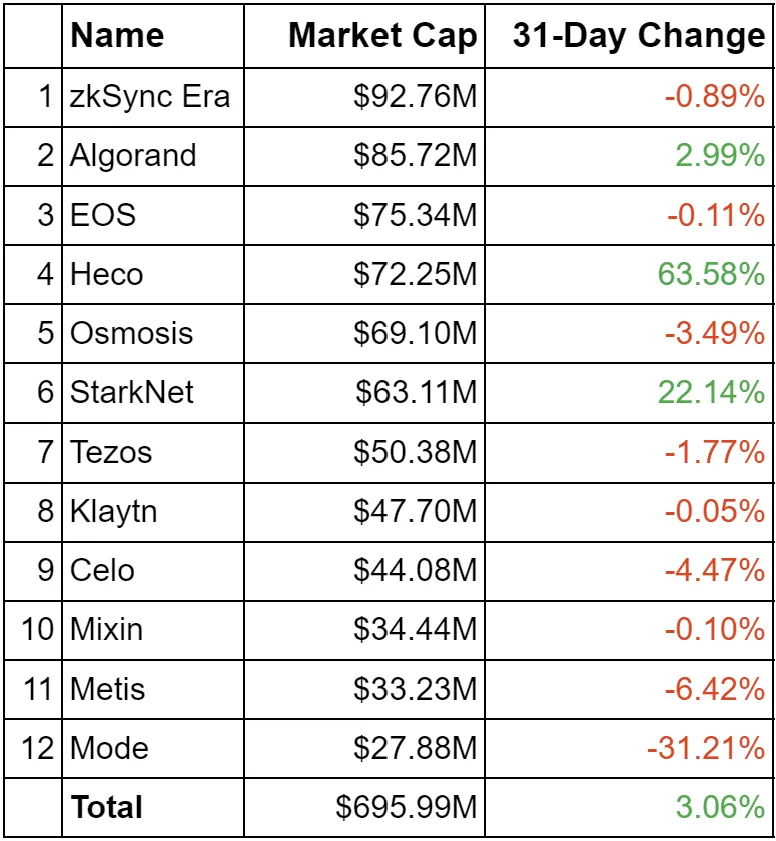 Name Market Cap 31-Day Change
1 zkSync Era $92.76M -0.89%
2 Algorand $85.72M 2.99%
3 EOS $75.34M -0.11%
4 Heco $72.25M 63.58%
5 Osmosis $69.10M -3.49%
6 StarkNet $63.11M 22.14%
7 Tezos $50.38M -1.77%
8 Klaytn $47.70M -0.05%
9 Celo $44.08M -4.47%
10 Mixin $34.44M -0.10%
11 Metis $33.23M -6.42%
12 Mode $27.88M -31.21%
Total $695.99M 3.06%